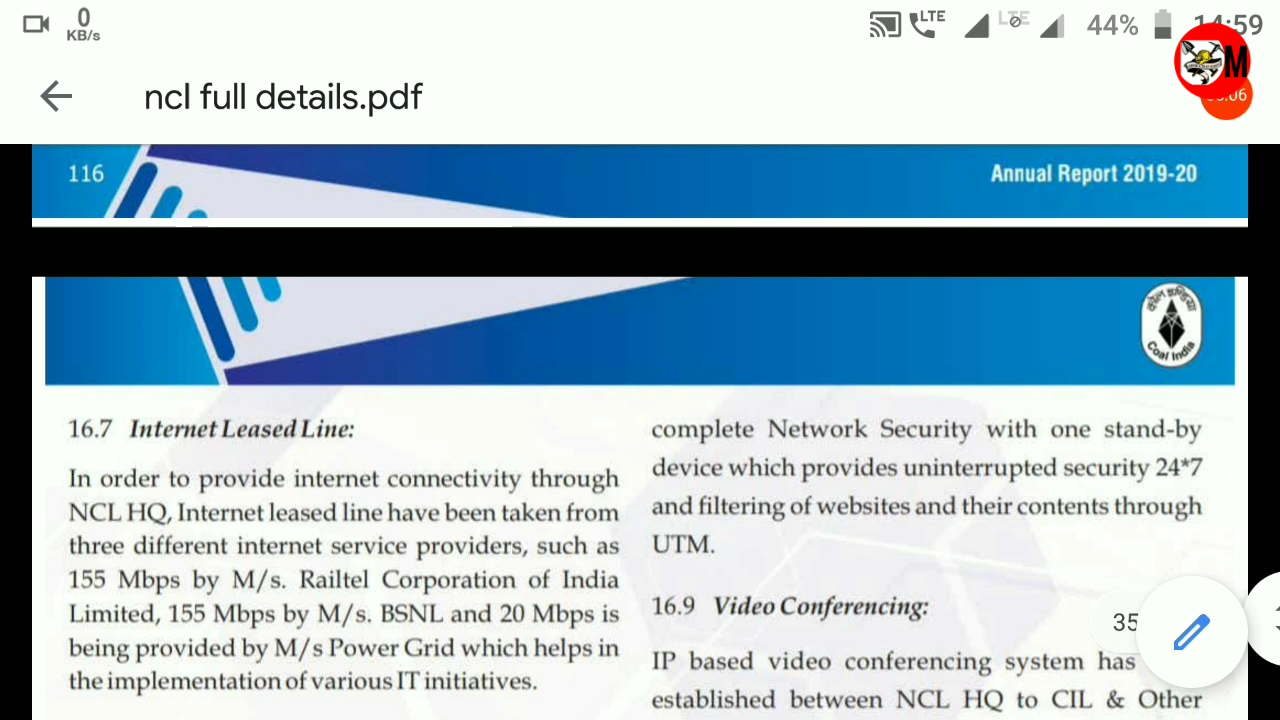 0
KB/s
LTE
LTE
44%
14:59
M
ncl full details.pdf
116
Annual Report 2019-20
Coal India
16.7 Internet Leased Line:
In order to provide internet connectivity through
NCL HQ, Internet leased line have been taken from
three different internet service providers, such as
155 Mbps by M/s. Railtel Corporation of India
Limited, 155 Mbps by M/s. BSNL and 20 Mbps is
being provided by M/s Power Grid which helps in
the implementation of various IT initiatives.
complete Network Security with one stand-by
device which provides uninterrupted security 24*7
and filtering of websites and their contents through
UTM.
16.9 Video Conferencing:
35
IP based video conferencing system has
established between NCL HQ to CIL & Other